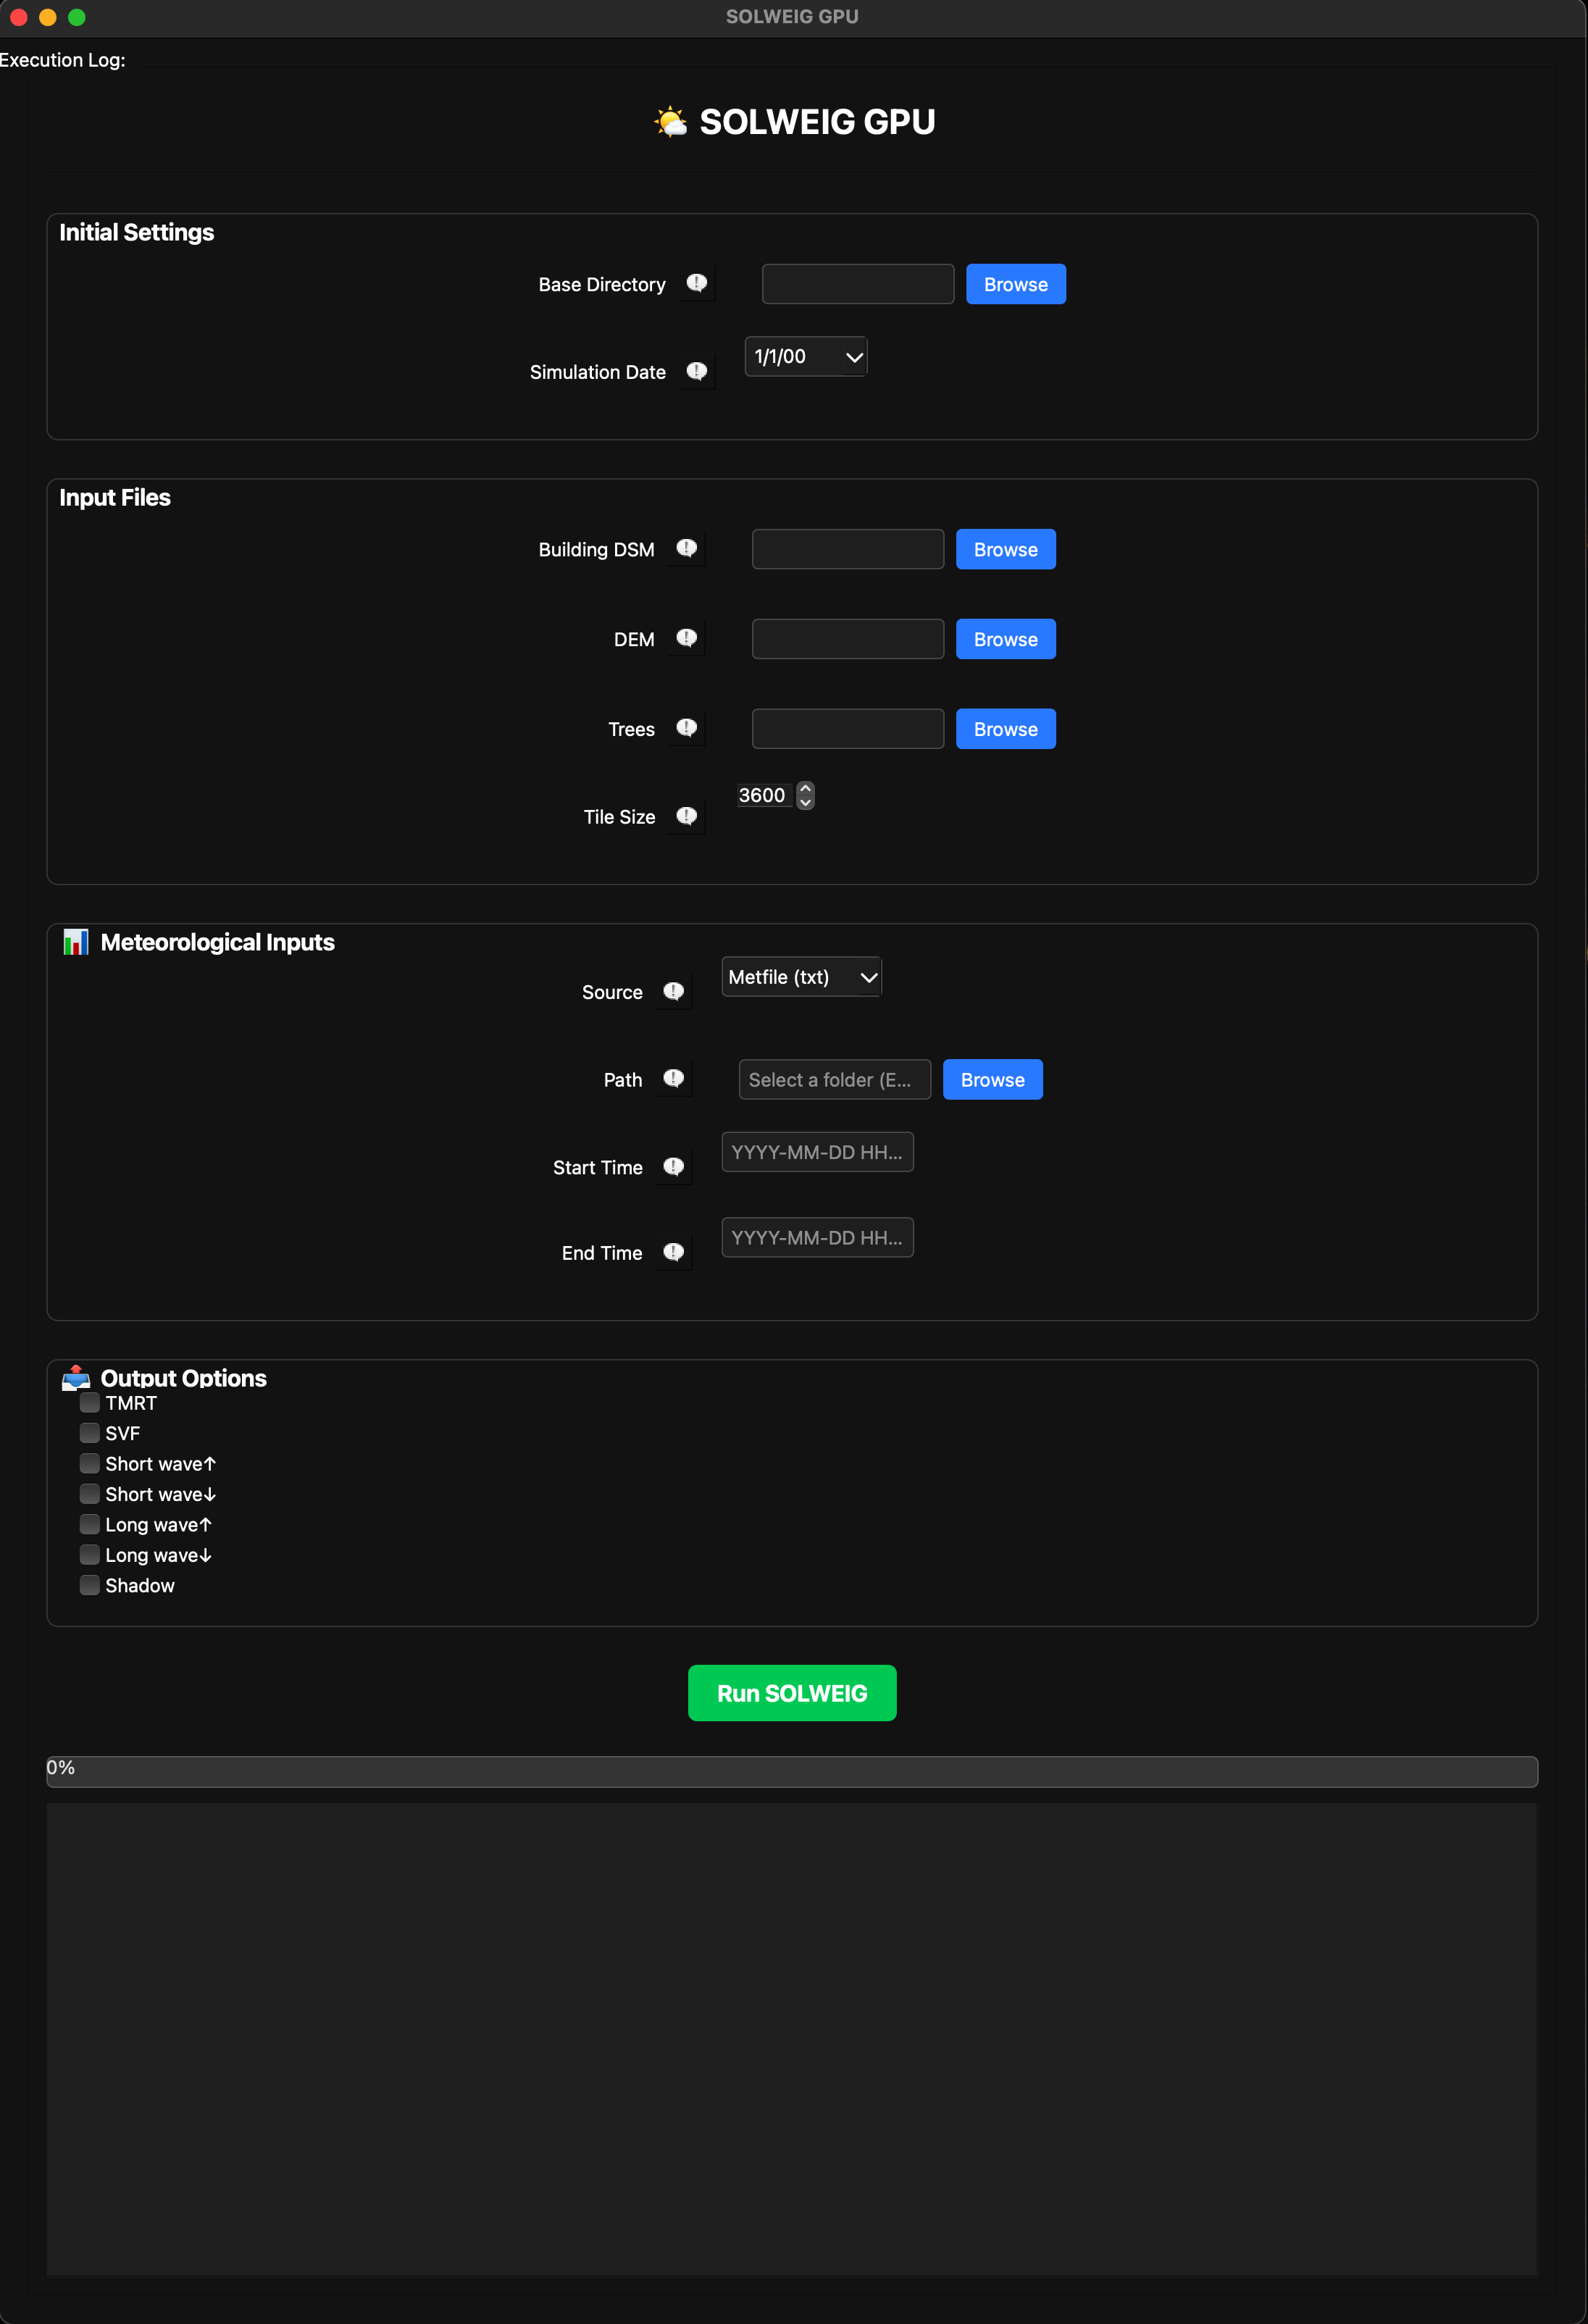 SOLWEIG GPU
Execution Log:
SOLWEIG GPU
Initial Settings
Base Directory
Browse
Simulation Date
1/1/00
Input Files
Building DSM
Browse
DEM
Browse
Trees
Browse
Tile Size
3600
Meteorological Inputs
Source
Metfile (txt)
Path
Select a folder (E...
Browse
Start Time
YYYY-MM-DD HH...
End Time
YYYY-MM-DD HH...
Output Options
TMRT
SVF
Short wave↑
Short wave↓
Long wave↑
Long wave↓
Shadow
Run SOLWEIG
0%